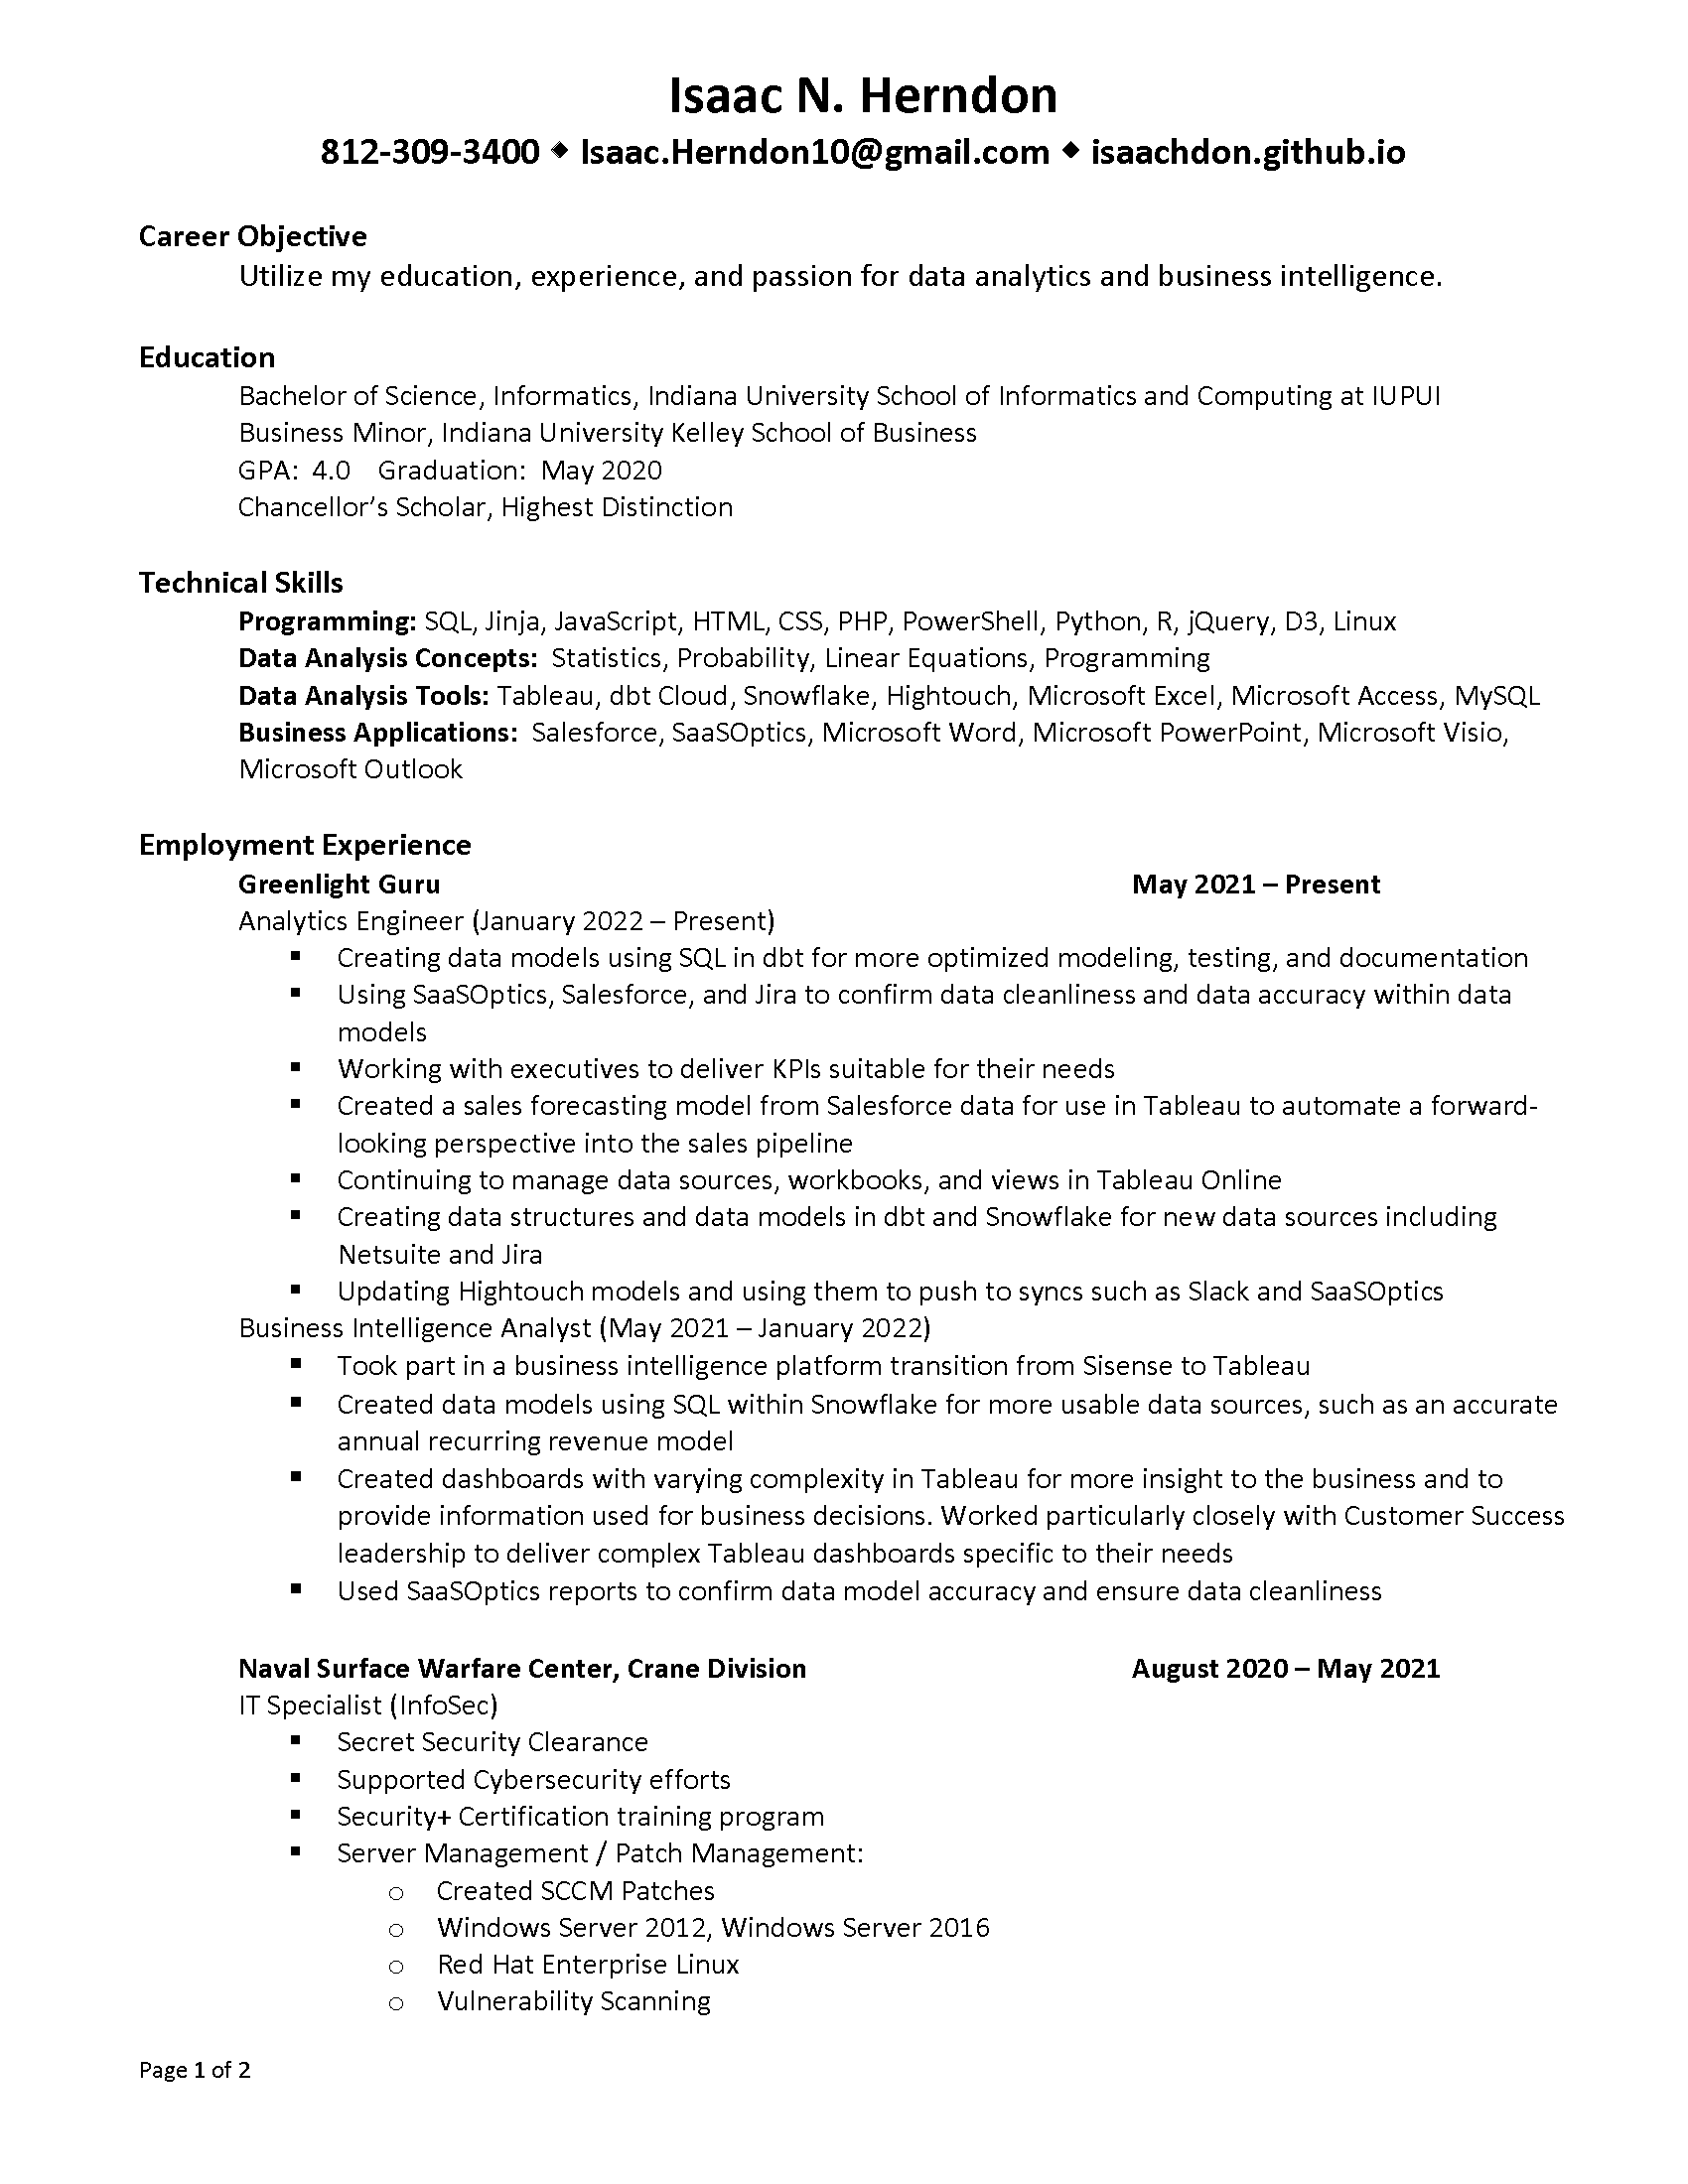 Isaac N. Herndon
812-309-3400 ◆ Isaac.Herndon10@gmail.com ◆ isaachdon.github.io
Career Objective
Utilize my education, experience, and passion for data analytics and business intelligence.
Education
Bachelor of Science, Informatics, Indiana University School of Informatics and Computing at IUPUI
Business Minor, Indiana University Kelley School of Business
GPA:  4.0    Graduation:  May 2020
Chancellor’s Scholar, Highest Distinction
Technical Skills
Programming: SQL, Jinja, JavaScript, HTML, CSS, PHP, PowerShell, Python, R, jQuery, D3, Linux
Data Analysis Concepts:  Statistics, Probability, Linear Equations, Programming
Data Analysis Tools: Tableau, dbt Cloud, Snowflake, Hightouch, Microsoft Excel, Microsoft Access, MySQL
Business Applications:  Salesforce, SaaSOptics, Microsoft Word, Microsoft PowerPoint, Microsoft Visio,
Microsoft Outlook
Employment Experience
Greenlight Guru May 2021 – Present
Analytics Engineer (January 2022 – Present)
▪ Creating data models using SQL in dbt for more optimized modeling, testing, and documentation
▪ Using SaaSOptics, Salesforce, and Jira to confirm data cleanliness and data accuracy within data
models
▪ Working with executives to deliver KPIs suitable for their needs
▪ Created a sales forecasting model from Salesforce data for use in Tableau to automate a forward-
looking perspective into the sales pipeline
▪ Continuing to manage data sources, workbooks, and views in Tableau Online
▪ Creating data structures and data models in dbt and Snowflake for new data sources including
Netsuite and Jira
▪ Updating Hightouch models and using them to push to syncs such as Slack and SaaSOptics
Business Intelligence Analyst (May 2021 – January 2022)
▪ Took part in a business intelligence platform transition from Sisense to Tableau
▪ Created data models using SQL within Snowflake for more usable data sources, such as an accurate
annual recurring revenue model
▪ Created dashboards with varying complexity in Tableau for more insight to the business and to
provide information used for business decisions. Worked particularly closely with Customer Success
leadership to deliver complex Tableau dashboards specific to their needs
▪ Used SaaSOptics reports to confirm data model accuracy and ensure data cleanliness
Naval Surface Warfare Center, Crane Division August 2020 – May 2021
IT Specialist (InfoSec)
▪ Secret Security Clearance
▪ Supported Cybersecurity efforts
▪ Security+ Certification training program
▪ Server Management / Patch Management:
o Created SCCM Patches
o Windows Server 2012, Windows Server 2016
o Red Hat Enterprise Linux
o Vulnerability Scanning
Page 1 of 2